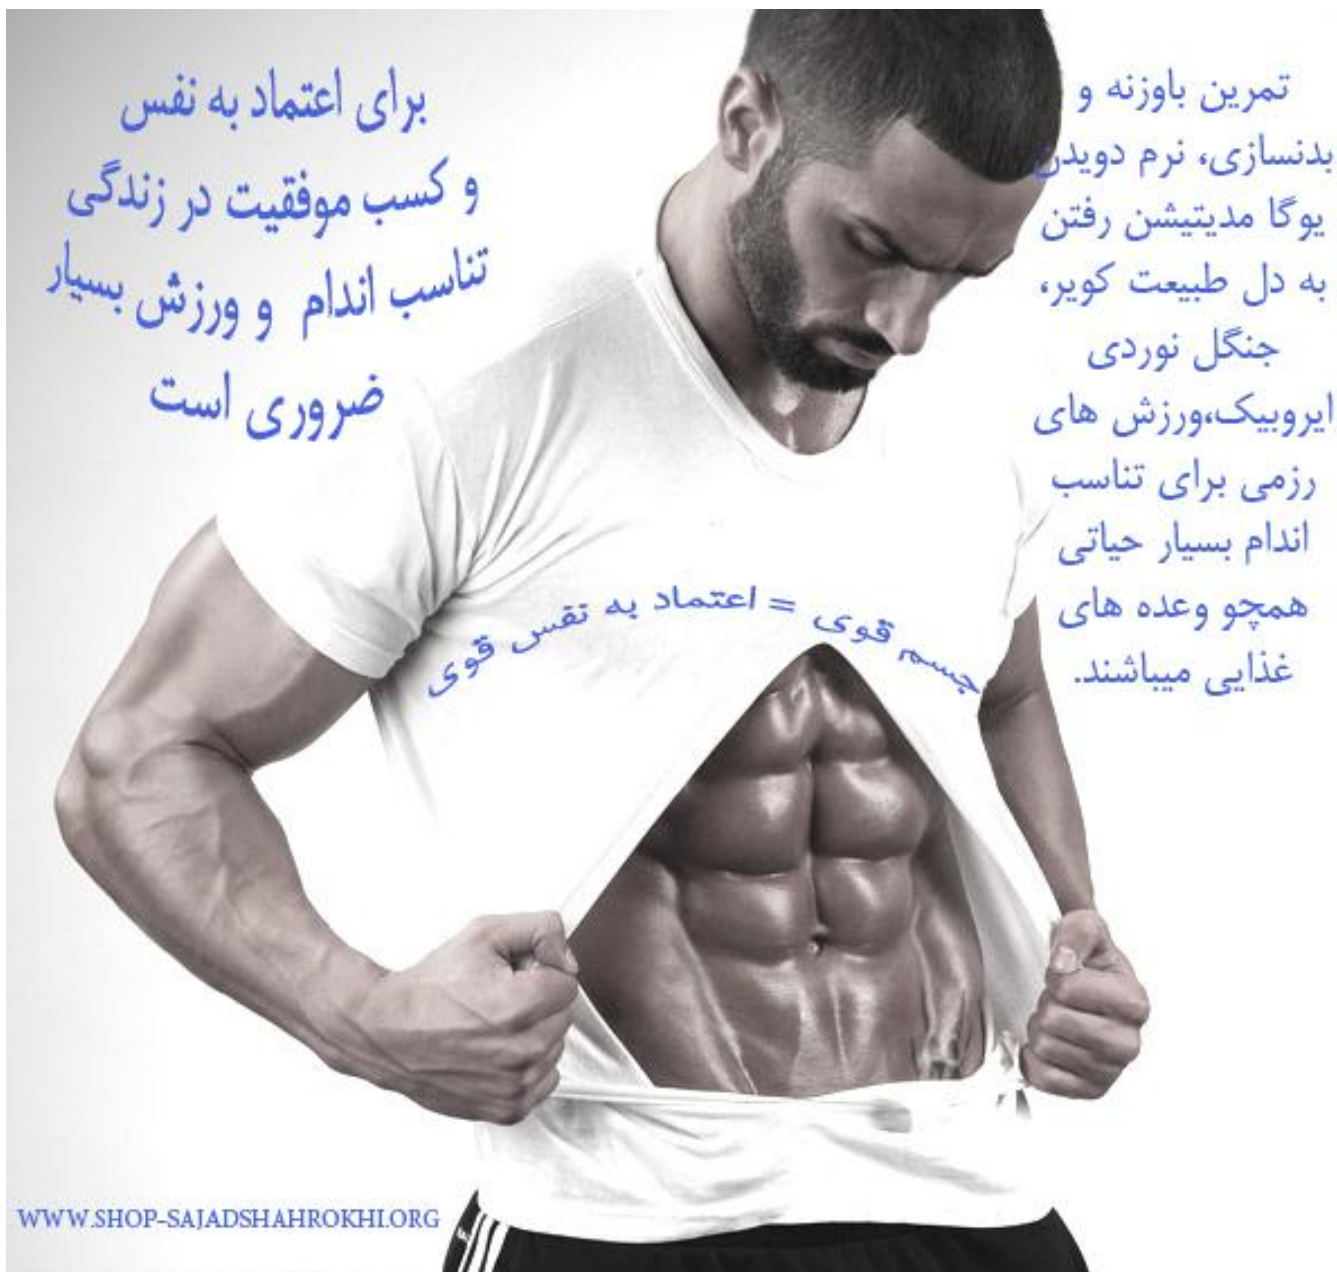 برای اعتماد به نفس
و کسب موفقیت در زندگی
تناسب اندام و ورزش بسیار
ضروری است
تمرین باوزنه و
بدنسازی، نرم دویدن
یوگا مدیتیشن رفتن
به دل طبیعت کویر،
جنگل نوردی
ایروبیک،ورزش های
رزمی برای تناسب
اندام بسیار حیاتی
همچو وعده های
غذایی میباشند.
جسم قوی = اعتماد به نفس قوی
WWW.SHOP-SAJADSHAHROKHI.ORG